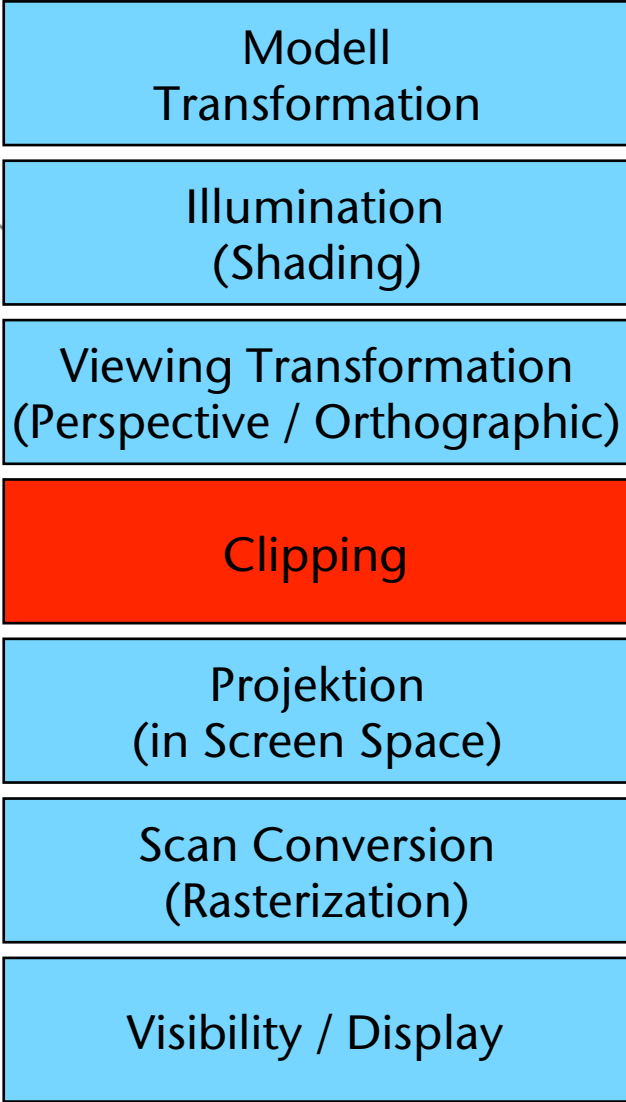 Modell
Transformation
Illumination
(Shading)
Viewing Transformation
(Perspective / Orthographic)
Clipping
Projektion
(in Screen Space)
Scan Conversion
(Rasterization)
Visibility / Display